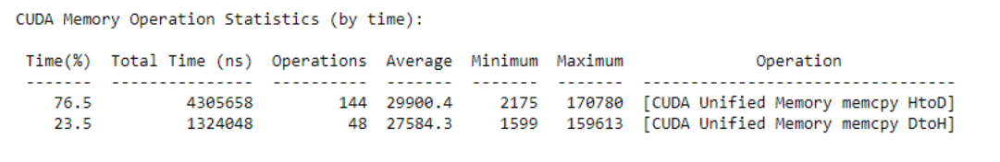 CUDA Memory Operation Statistics (by time):
Time(%) Total Time (ns) Operations Average Minimum Maximum Operation
------- --------------- ---------- ------- ------- ------- ---------------------------------
76.5 4305658 144 29900.4 2175 170780 [CUDA Unified Memory memcpy HtoD]
23.5 1324048 48 27584.3 1599 159613 [CUDA Unified Memory memcpy DtoH]